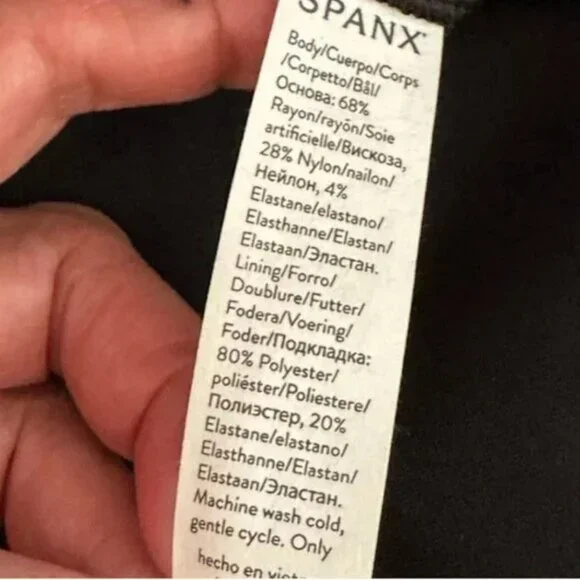 SPANX
Body/Cuerpo/Corps
/Corpetto/Bål/
Основа: 68%
Rayon/rayón/Soie
artificielle/Вискоза,
28% Nylon/nailon/
Нейлон, 4%
Elastane/elastano/
Elasthanne/Elastan/
Elastaan/Эластан.
Lining/Forro/
Doublure/Futter/
Fodera/Voering/
Foder/Подкладка:
80% Polyester/
poliéster/Poliestere/
Полиэстер, 20%
Elastane/elastano/
Elasthanne/Elastan/
Elastaan/Эластан.
Machine wash cold,
gentle cycle. Only
hecho en